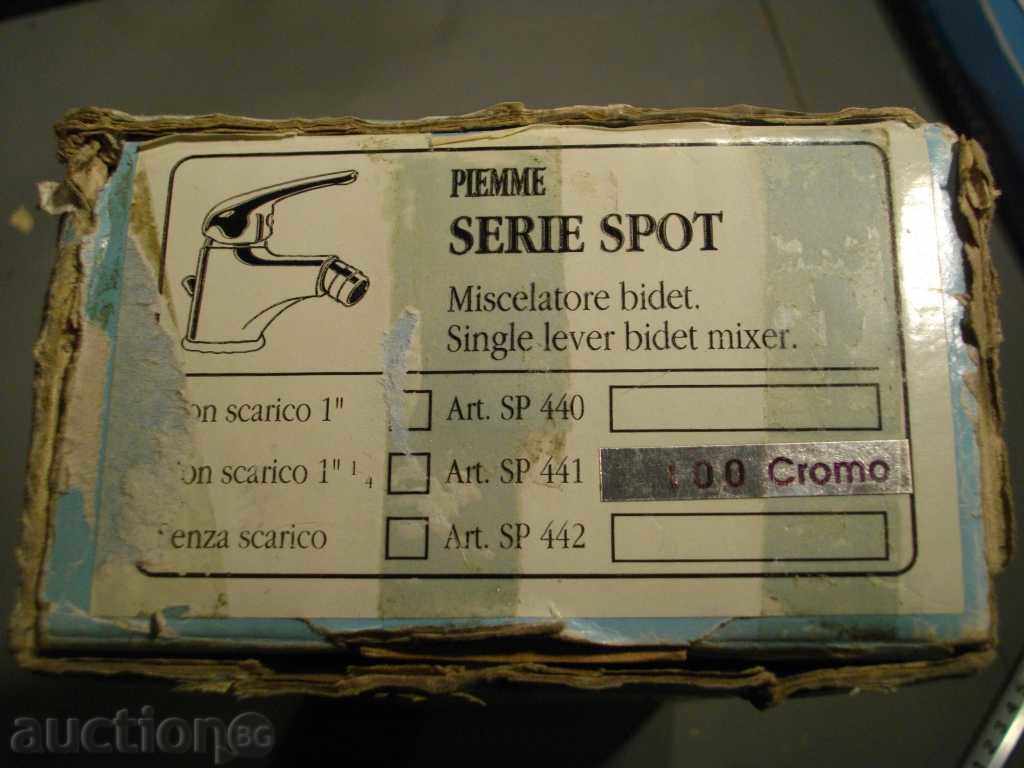 PIEMME
SERIE SPOT
Miscelatore bidet.
Single lever bidet mixer.
on scarico 1" Art. SP 440
on scarico 1" 1/4 Art. SP 441 100 Cromo
enza scarico Art. SP 442
auction BG